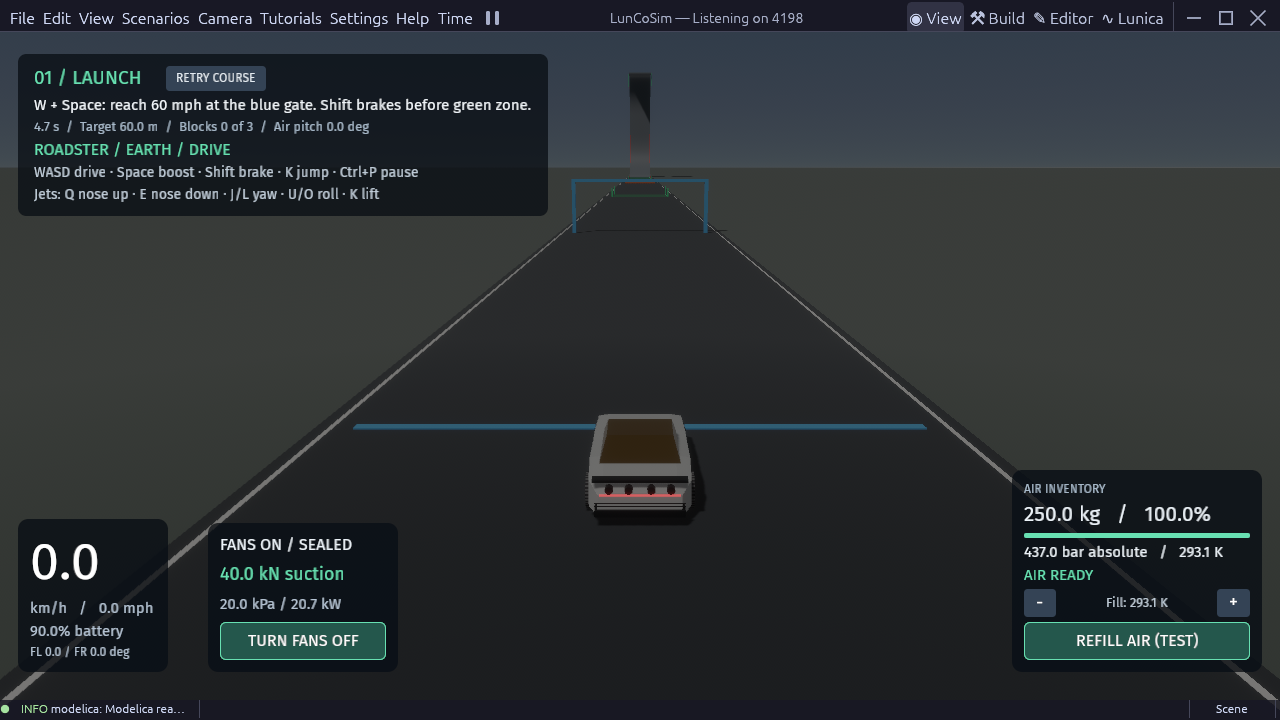 File Edit View Scenarios Camera Tutorials Settings Help Time
LunCoSim — Listening on 4198
View Build Editor Lunica
01 / LAUNCH RETRY COURSE
W + Space: reach 60 mph at the blue gate. Shift brakes before green zone.
4.7 s / Target 60.0 m / Blocks 0 of 3 / Air pitch 0.0 deg
ROADSTER / EARTH / DRIVE
WASD drive · Space boost · Shift brake · K jump · Ctrl+P pause
Jets: Q nose up · E nose down · J/L yaw · U/O roll · K lift
0.0
km/h / 0.0 mph
90.0% battery
FL 0.0 / FR 0.0 deg
FANS ON / SEALED
40.0 kN suction
20.0 kPa / 20.7 kW
TURN FANS OFF
AIR INVENTORY
250.0 kg / 100.0%
437.0 bar absolute / 293.1 K
AIR READY
- Fill: 293.1 K +
REFILL AIR (TEST)
INFO modelica: Modelica rea...
Scene